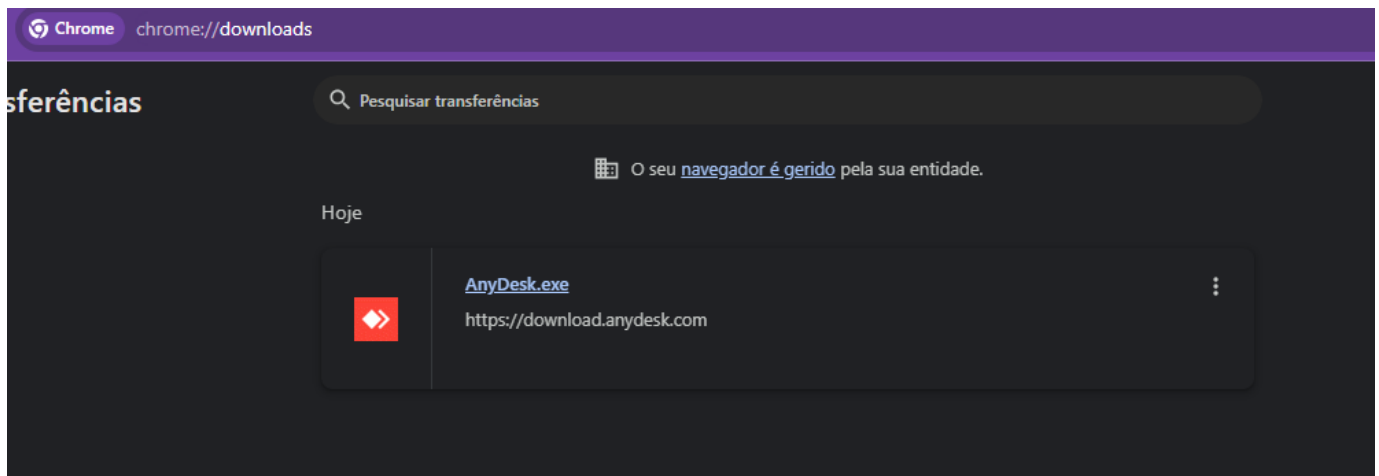 Chrome chrome://downloads
sferências
Pesquisar transferências
O seu navegador é gerido pela sua entidade.
Hoje
AnyDesk.exe
https://download.anydesk.com